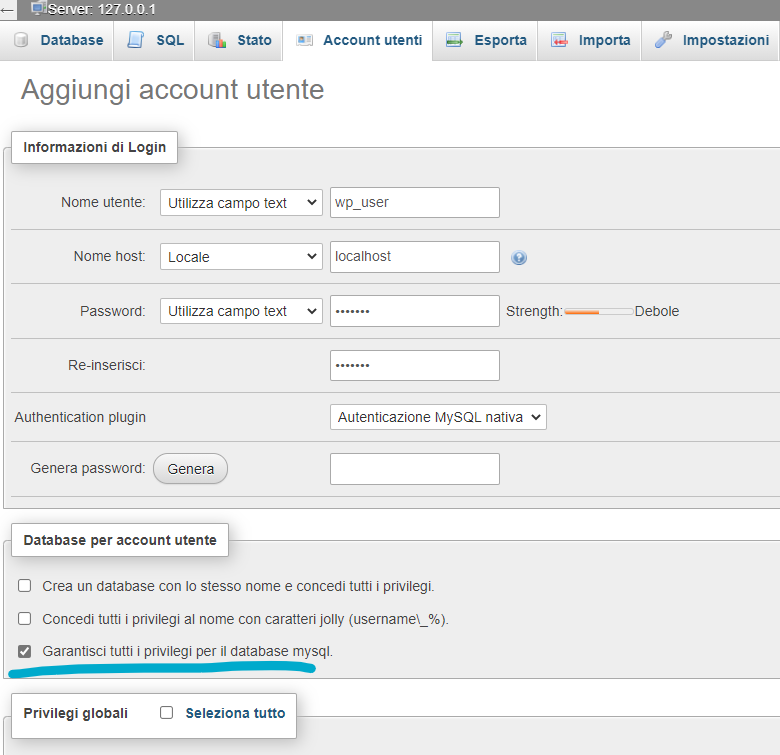 Server: 127.0.0.1
Database SQL Stato Account utenti Esporta Importa Impostazioni
Aggiungi account utente
Informazioni di Login
Nome utente: Utilizza campo text wp_user
Nome host: Locale localhost
Password: Utilizza campo text ••••••• Strength: Debole
Re-inserisci: •••••••
Authentication plugin Autenticazione MySQL nativa
Genera password: Genera
Database per account utente
Crea un database con lo stesso nome e concedi tutti i privilegi.
Concedi tutti i privilegi al nome con caratteri jolly (username\_%).
Garantisci tutti i privilegi per il database mysql.
Privilegi globali Seleziona tutto